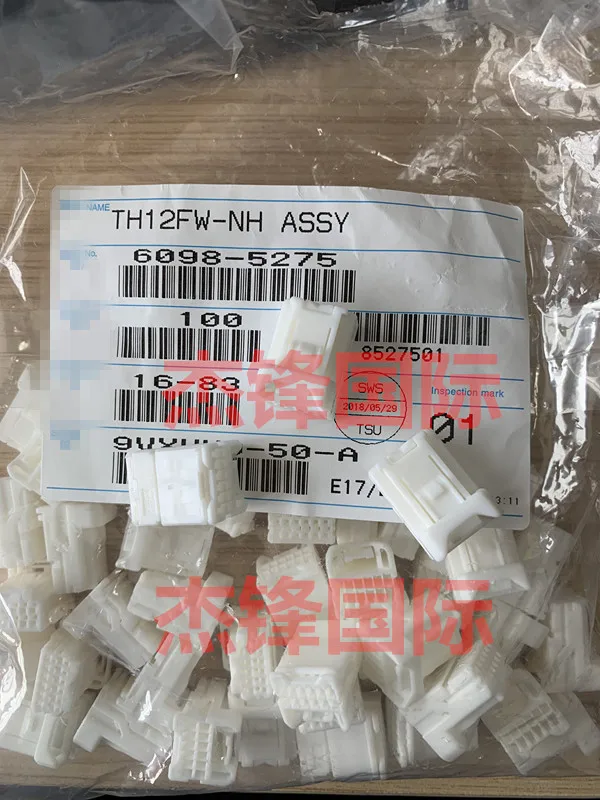 NAME
TH12FW-NH ASSY
NO.
6098-5275
100
8527501
杰锋国际
16-83
SWS
2018/05/29
TSU
Inspection mark
01
-50-A
E17/
3:11
杰锋国际